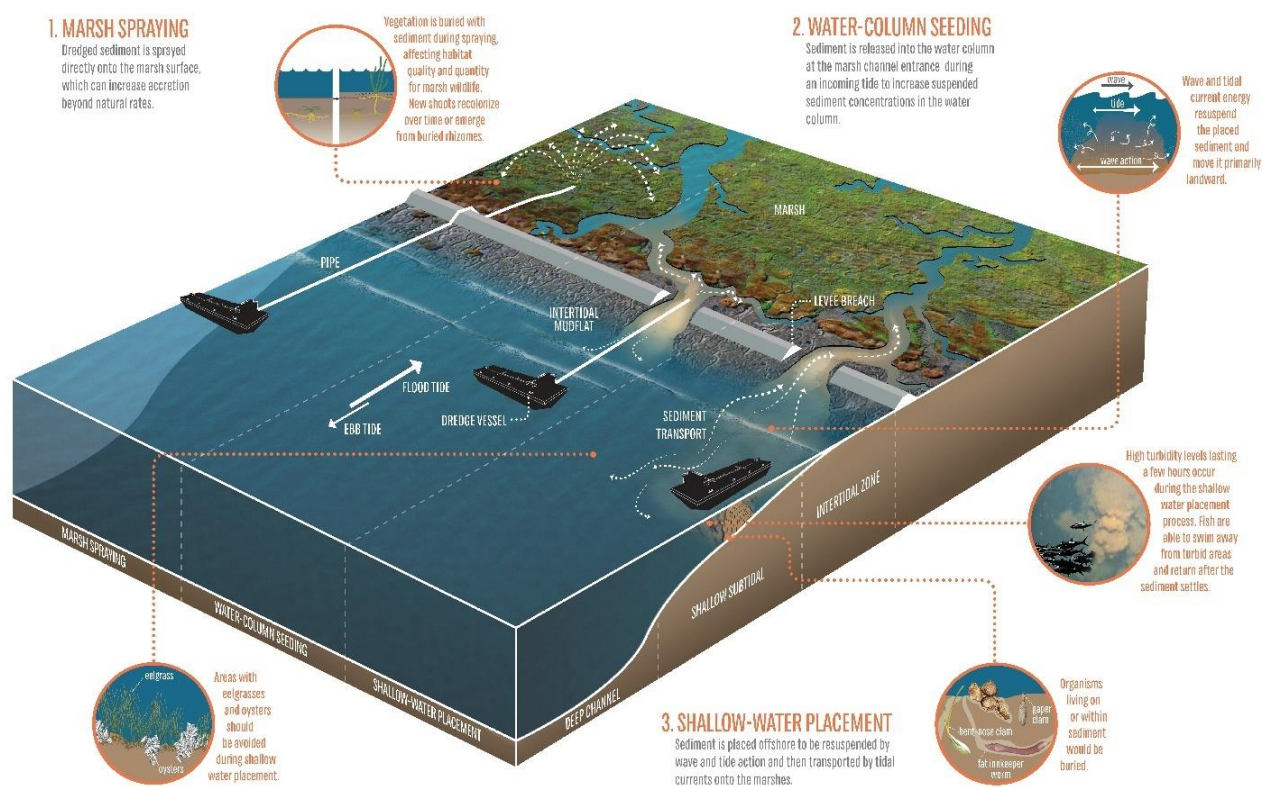 1. MARSH SPRAYING
Dredged sediment is sprayed
directly onto the marsh surface,
which can increase accretion
beyond natural rates.
Vegetation is buried with
sediment during spraying,
affecting habitat
quality and quantity
for marsh wildlife.
New shoots recolonize
over time or emerge
from buried rhizomes.
2. WATER-COLUMN SEEDING
Sediment is released into the water column
at the marsh channel entrance during
an incoming tide to increase suspended
sediment concentrations in the water
column.
wave
tide
wave action
Wave and tidal
current energy
resuspend
the placed
sediment and
move it primarily
landward.
MARSH
PIPE
LEVEE BREACH
INTERTIDAL
MUDFLAT
FLOOD TIDE
EBB TIDE
DREDGE VESSEL
SEDIMENT
TRANSPORT
INTERTIDAL ZONE
SHALLOW SUBTIDAL
DEEP CHANNEL
MARSH SPRAYING
WATER-COLUMN SEEDING
SHALLOW-WATER PLACEMENT
High turbidity levels lasting
a few hours occur
during the shallow
water placement
process. Fish are
able to swim away
from turbid areas
and return after the
sediment settles.
eelgrass
oysters
Areas with
eelgrasses
and oysters
should
be avoided
during shallow
water placement.
3. SHALLOW-WATER PLACEMENT
Sediment is placed offshore to be resuspended by
wave and tide action and then transported by tidal
currents onto the marshes.
paper
clam
bent-nose clam
fat innkeeper
worm
Organisms
living on
or within
sediment
would be
buried.